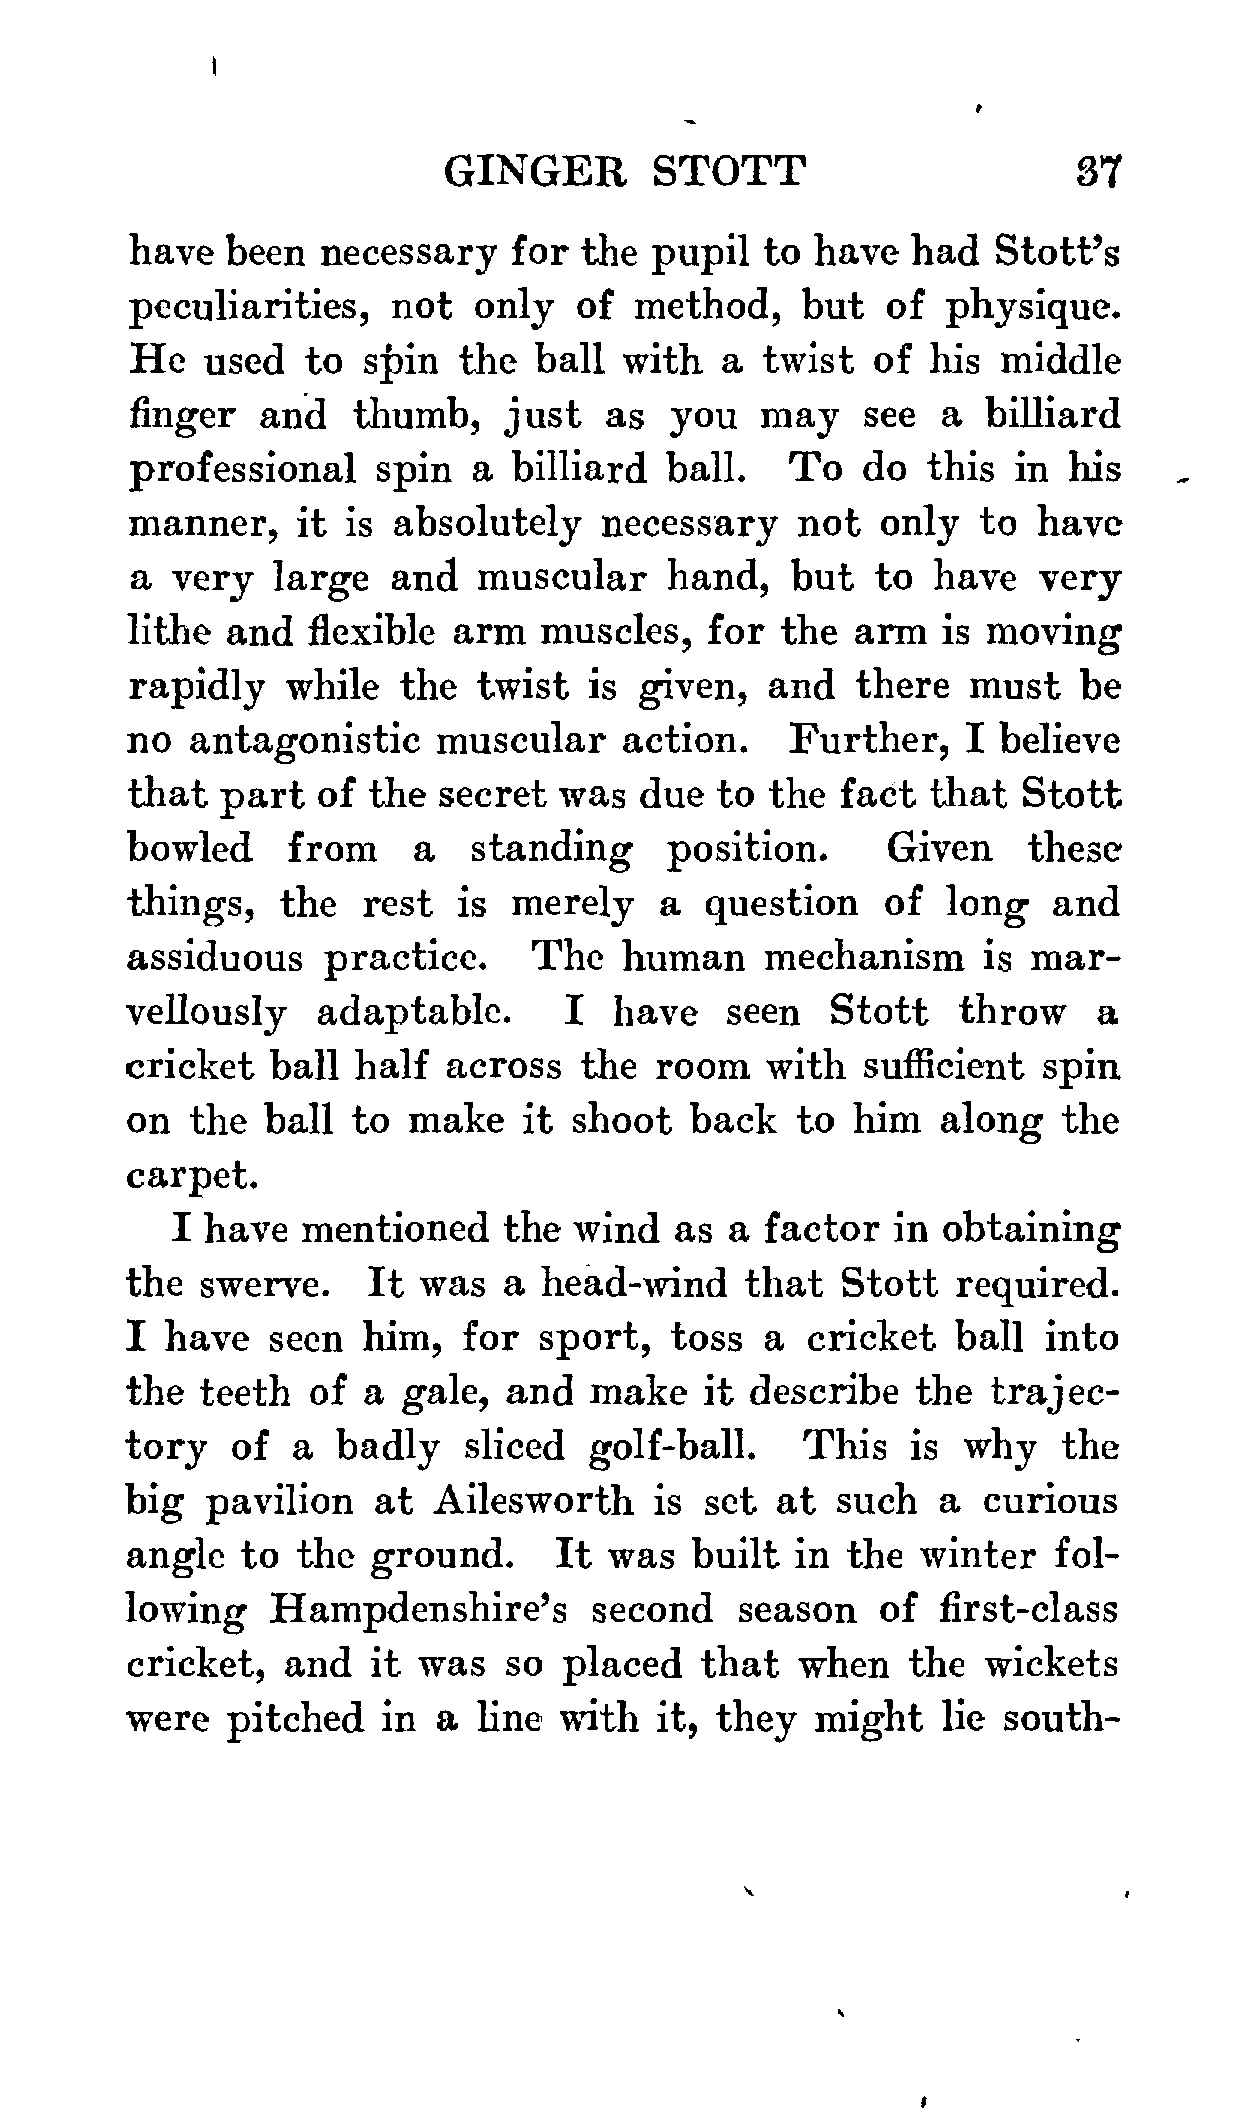 GINGER STOTT 37
have been necessary for the pupil to have had Stott's
peculiarities, not only of method, but of physique.
He used to spin the ball with a twist of his middle
finger and thumb, just as you may see a billiard
professional spin a billiard ball. To do this in his
manner, it is absolutely necessary not only to have
a very large and muscular hand, but to have very
lithe and flexible arm muscles, for the arm is moving
rapidly while the twist is given, and there must be
no antagonistic muscular action. Further, I believe
that part of the secret was due to the fact that Stott
bowled from a standing position. Given these
things, the rest is merely a question of long and
assiduous practice. The human mechanism is mar-
vellously adaptable. I have seen Stott throw a
cricket ball half across the room with sufficient spin
on the ball to make it shoot back to him along the
carpet.
I have mentioned the wind as a factor in obtaining
the swerve. It was a head-wind that Stott required.
I have seen him, for sport, toss a cricket ball into
the teeth of a gale, and make it describe the trajec-
tory of a badly sliced golf-ball. This is why the
big pavilion at Ailesworth is set at such a curious
angle to the ground. It was built in the winter fol-
lowing Hampdenshire's second season of first-class
cricket, and it was so placed that when the wickets
were pitched in a line with it, they might lie south-